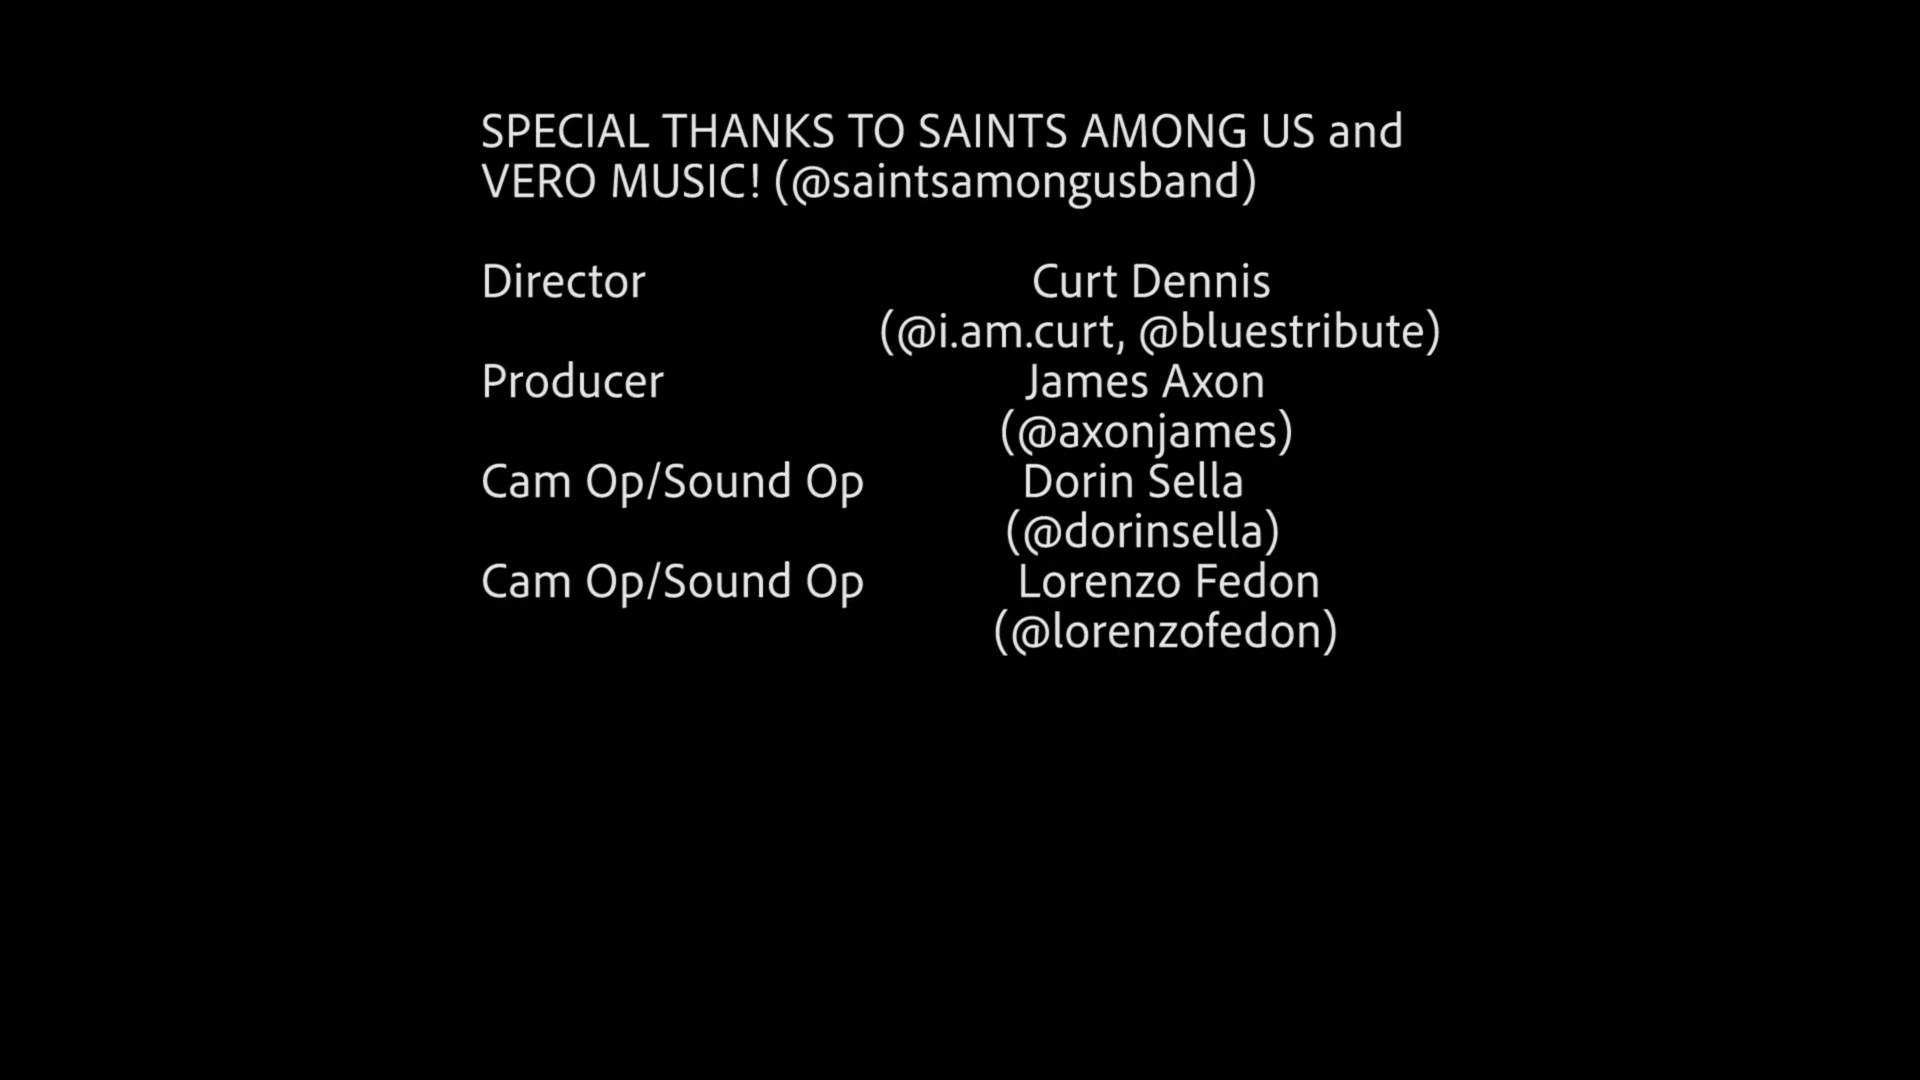 SPECIAL THANKS TO SAINTS AMONG US and
VERO MUSIC! (@saintsamongusband)
Director Curt Dennis
(@i.am.curt, @bluestribute)
Producer James Axon
(@axonjames)
Cam Op/Sound Op Dorin Sella
(@dorinsella)
Cam Op/Sound Op Lorenzo Fedon
(@lorenzofedon)